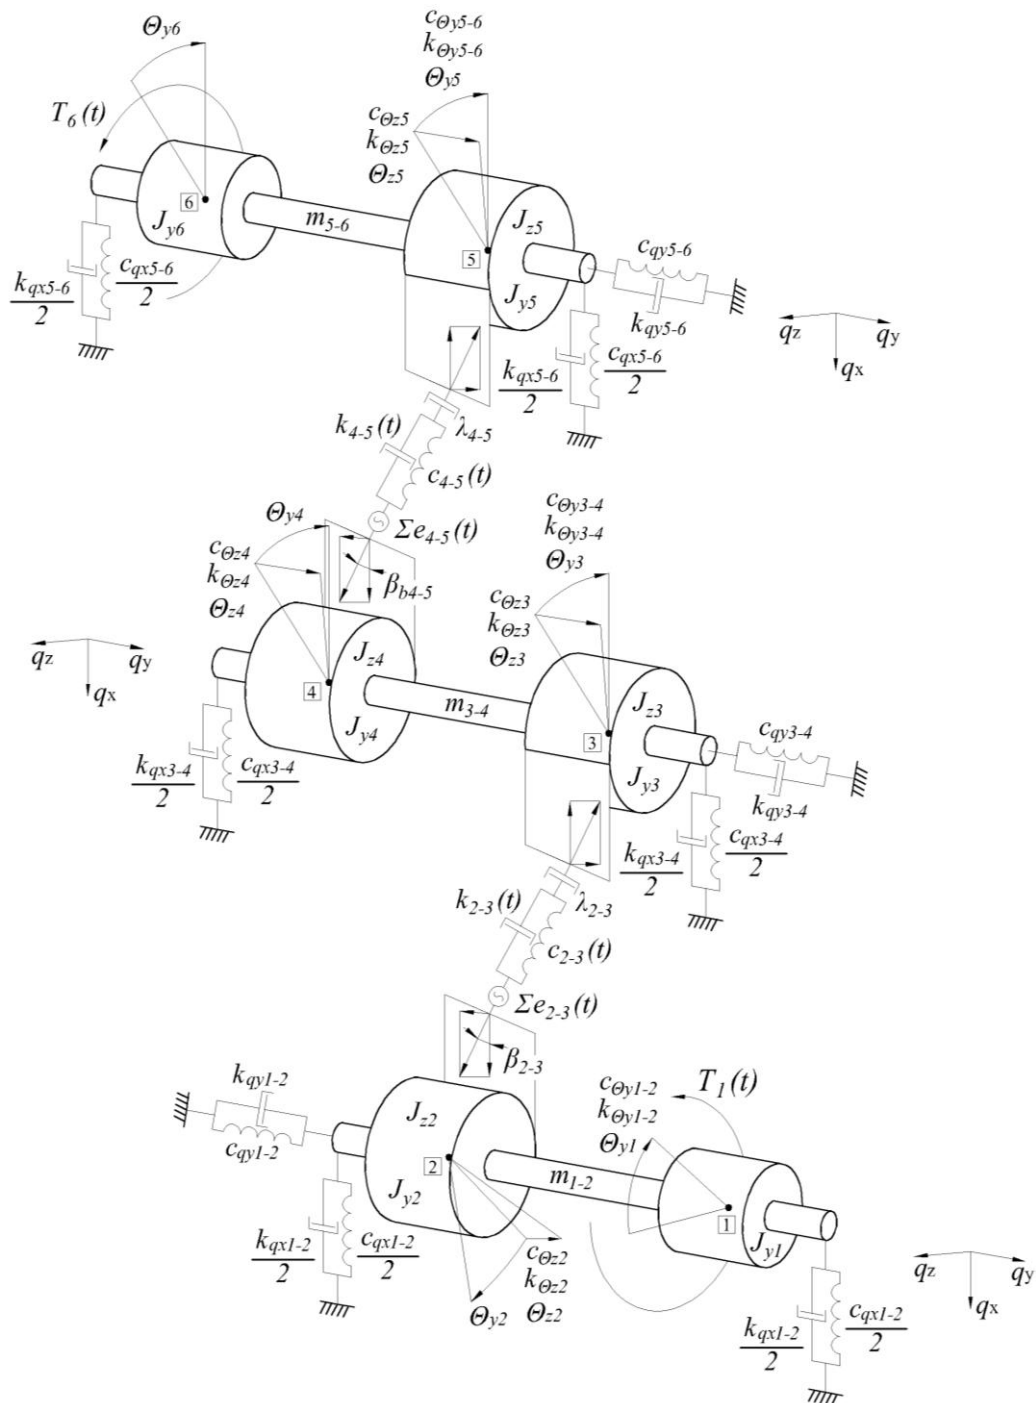 Θy6
T6(t)
6
Jy6
m5-6
kqx5-6
2
cqx5-6
2
cΘy5-6
kΘy5-6
Θy5
cΘz5
kΘz5
Θz5
Jz5
5
Jy5
cqy5-6
kqy5-6
kqx5-6
2
cqx5-6
2
qz
qy
qx
k4-5(t)
λ4-5
c4-5(t)
Σe4-5(t)
βb4-5
Θy4
cΘz4
kΘz4
Θz4
Jz4
4
Jy4
m3-4
qz
qy
qx
kqx3-4
2
cqx3-4
2
cΘy3-4
kΘy3-4
Θy3
cΘz3
kΘz3
Θz3
Jz3
3
Jy3
cqy3-4
kqy3-4
kqx3-4
2
cqx3-4
2
k2-3(t)
λ2-3
c2-3(t)
Σe2-3(t)
β2-3
kqy1-2
cqy1-2
Jz2
2
Jy2
m1-2
kqx1-2
2
cqx1-2
2
cΘz2
kΘz2
Θz2
Θy2
cΘy1-2
kΘy1-2
Θy1
T1(t)
1
Jy1
qz
qy
qx
kqx1-2
2
cqx1-2
2